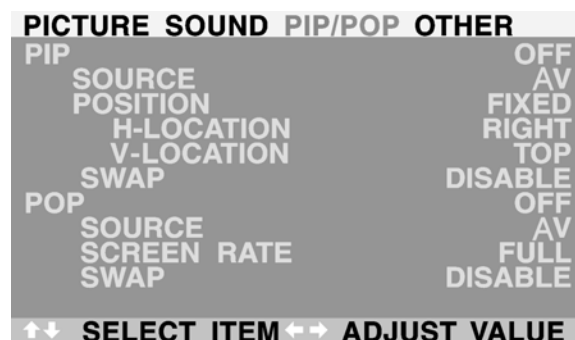 PICTURE SOUND PIP/POP OTHER
PIP OFF
SOURCE AV
POSITION FIXED
H-LOCATION RIGHT
V-LOCATION TOP
SWAP DISABLE
POP OFF
SOURCE AV
SCREEN RATE FULL
SWAP DISABLE
SELECT ITEM ADJUST VALUE